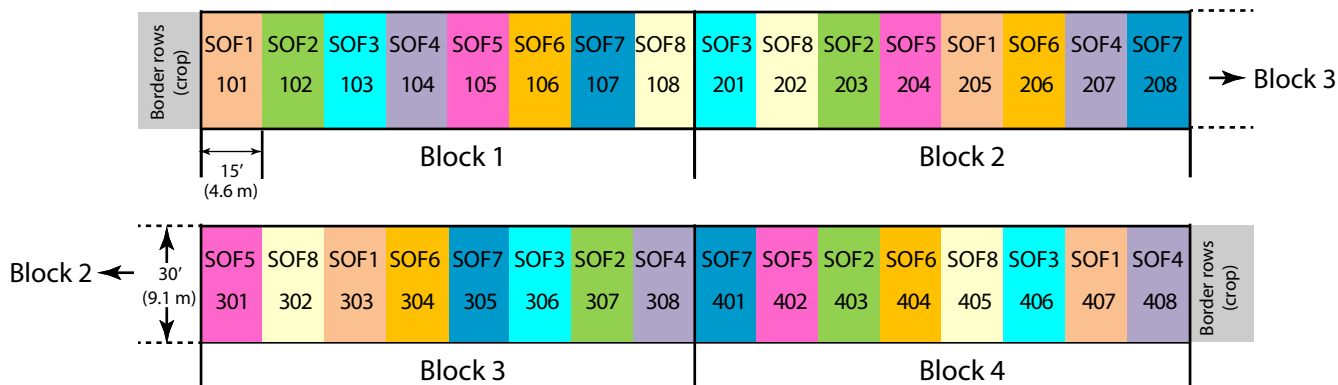 Border rows
(crop)
SOF1 SOF2 SOF3 SOF4 SOF5 SOF6 SOF7 SOF8 SOF3 SOF8 SOF2 SOF5 SOF1 SOF6 SOF4 SOF7
101 102 103 104 105 106 107 108 201 202 203 204 205 206 207 208
Block 3
15’
(4.6 m)
Block 1
Block 2
Block 2
30’
(9.1 m)
SOF5 SOF8 SOF1 SOF6 SOF7 SOF3 SOF2 SOF4 SOF7 SOF5 SOF2 SOF6 SOF8 SOF3 SOF1 SOF4
301 302 303 304 305 306 307 308 401 402 403 404 405 406 407 408
Border rows
(crop)
Block 3
Block 4